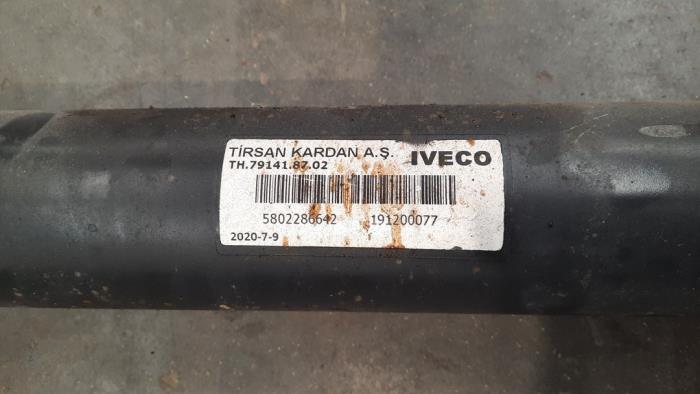 TİRSAN KARDAN A.Ş. IVECO
TH.79141.87.02
5802286642 191200077
2020-7-9